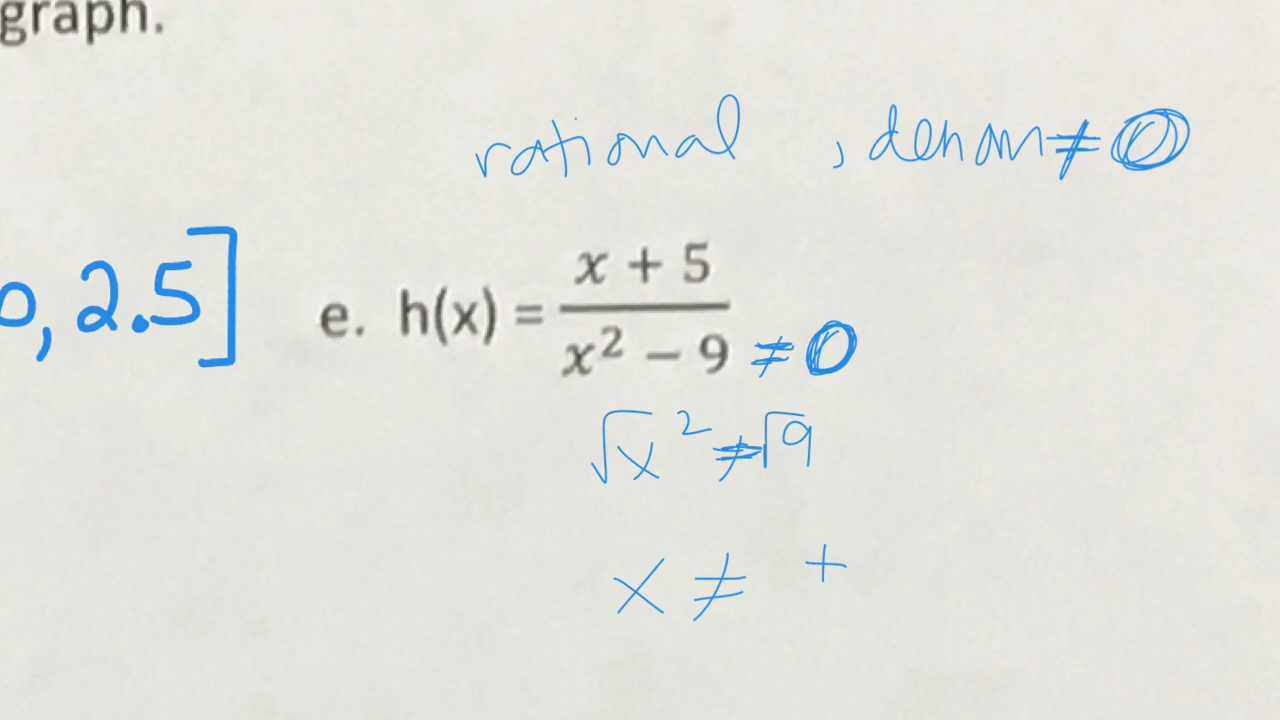 graph.
rational , denom ≠ 0
0, 2.5] e. h(x) = (x + 5)/(x² − 9) ≠ 0
√x² ≠ √9
x ≠ +